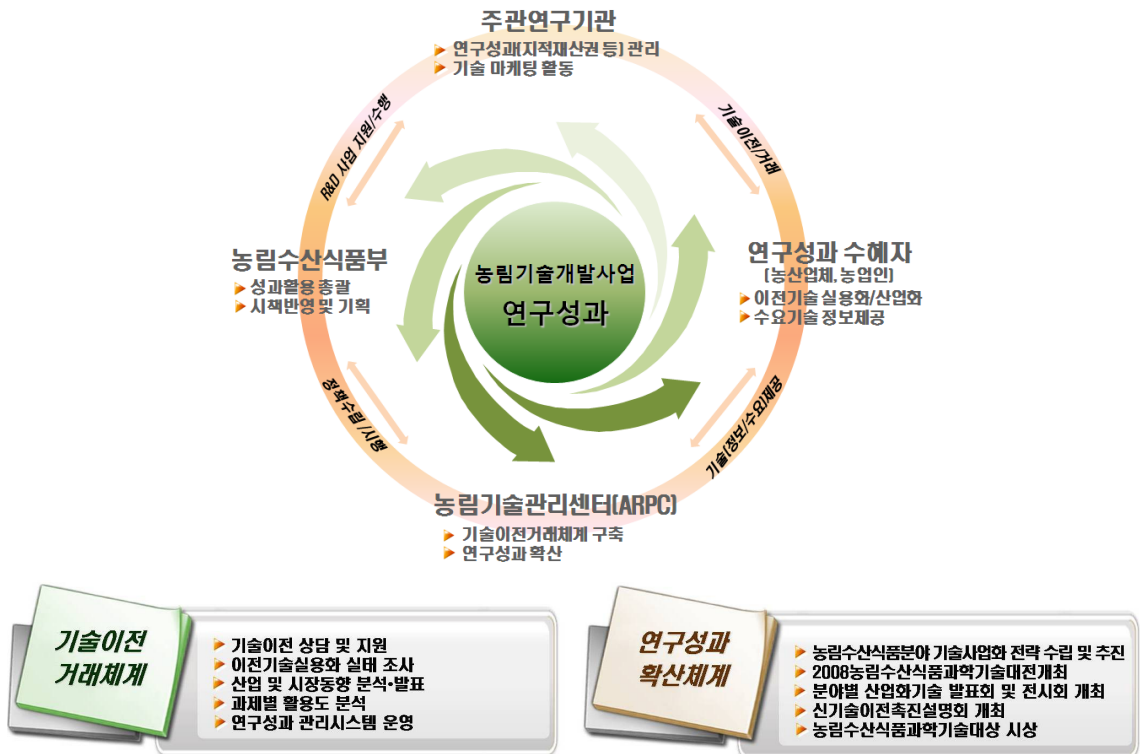 주관연구기관
연구성과(지적재산권 등) 관리
기술 마케팅 활동
R&D 사업 지원/수행
기술이전/거래
농림수산식품부
성과활용 총괄
시책반영 및 기획
농림기술개발사업
연구성과
연구성과 수혜자
(농산업체, 농업인)
이전기술 실용화/산업화
수요기술 정보제공
정책수립/시행
기술(정보/수요)제공
농림기술관리센터(ARPC)
기술이전거래체계 구축
연구성과 확산
기술이전
거래체계
기술이전 상담 및 지원
이전기술실용화 실태 조사
산업 및 시장동향 분석·발표
과제별 활용도 분석
연구성과 관리시스템 운영
연구성과
확산체계
농림수산식품분야 기술사업화 전략 수립 및 추진
2008농림수산식품과학기술대전개최
분야별 산업화기술 발표회 및 전시회 개최
신기술이전촉진설명회 개최
농림수산식품과학기술대상 시상